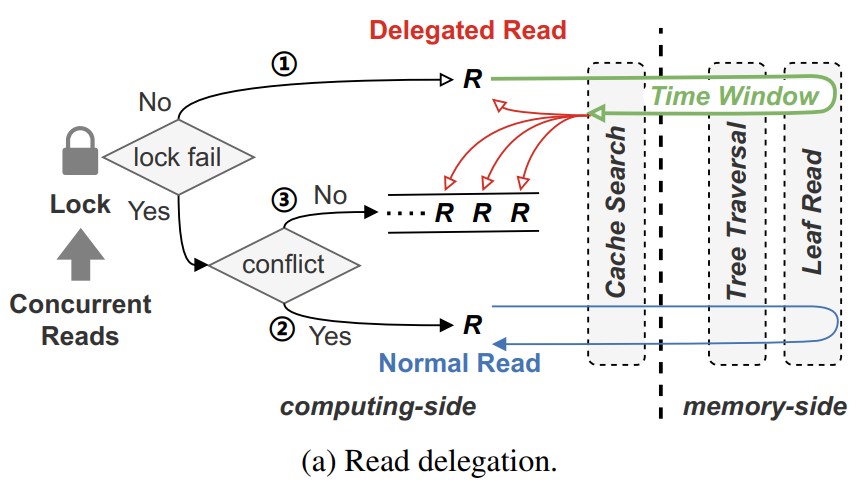 Delegated Read
①
R
Time Window
No
lock fail
Lock
Yes
③
No
..... R R R
conflict
Concurrent
Reads
②
Yes
R
Normal Read
Cache Search
Tree Traversal
Leaf Read
computing-side
memory-side
(a) Read delegation.